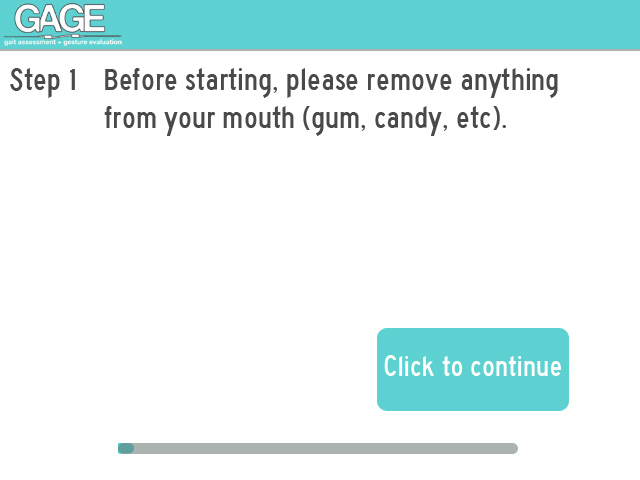 GAGE
gait assessment + gesture evaluation
Step 1 Before starting, please remove anything
from your mouth (gum, candy, etc).
Click to continue